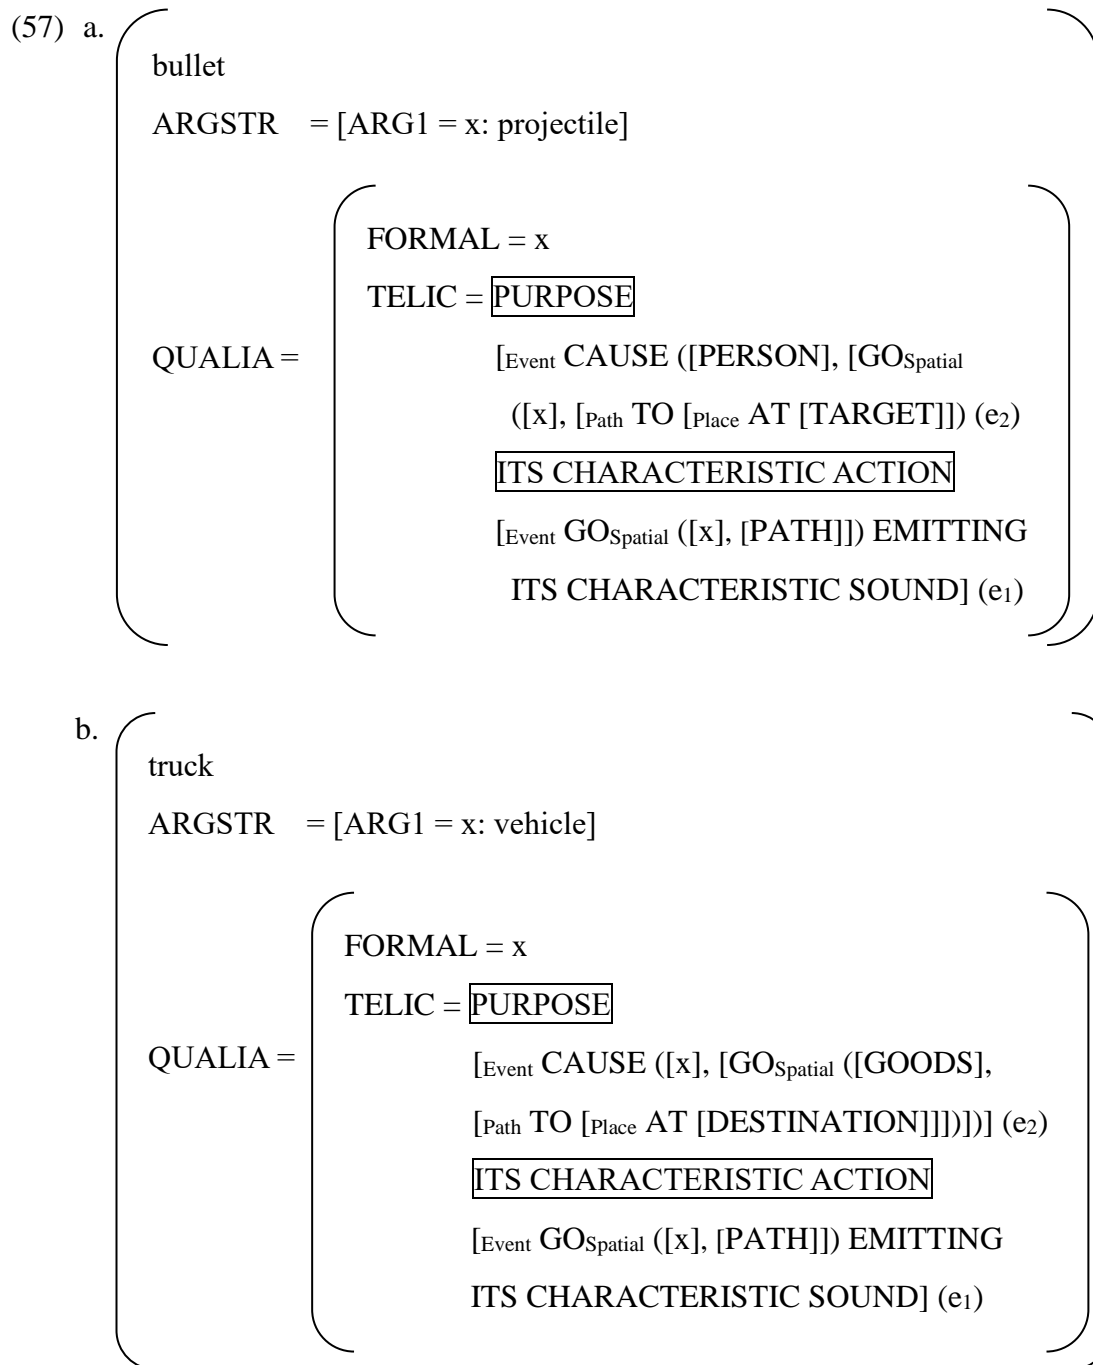 (57) a.
bullet
ARGSTR = [ARG1 = x: projectile]
FORMAL = x
TELIC = PURPOSE
QUALIA = [Event CAUSE ([PERSON], [GOSpatial
([x], [Path TO [Place AT [TARGET]]) (e2)
ITS CHARACTERISTIC ACTION
[Event GOSpatial ([x], [PATH]]) EMITTING
ITS CHARACTERISTIC SOUND] (e1)
b.
truck
ARGSTR = [ARG1 = x: vehicle]
FORMAL = x
TELIC = PURPOSE
QUALIA = [Event CAUSE ([x], [GOSpatial ([GOODS],
[Path TO [Place AT [DESTINATION]]])])] (e2)
ITS CHARACTERISTIC ACTION
[Event GOSpatial ([x], [PATH]]) EMITTING
ITS CHARACTERISTIC SOUND] (e1)